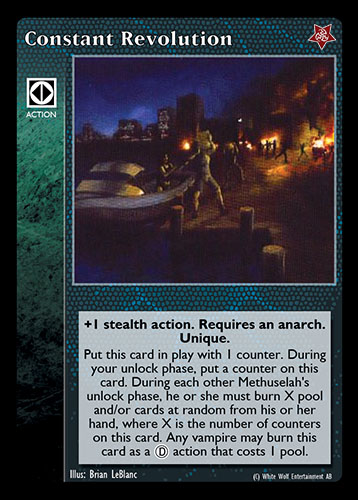 Constant Revolution
ACTION
+1 stealth action. Requires an anarch.
Unique.
Put this card in play with 1 counter. During
your unlock phase, put a counter on this
card. During each other Methuselah's
unlock phase, he or she must burn X pool
and/or cards at random from his or her
hand, where X is the number of counters
on this card. Any vampire may burn this
card as a Ⓓ action that costs 1 pool.
Illus: Brian LeBlanc
(C) White Wolf Entertainment AB